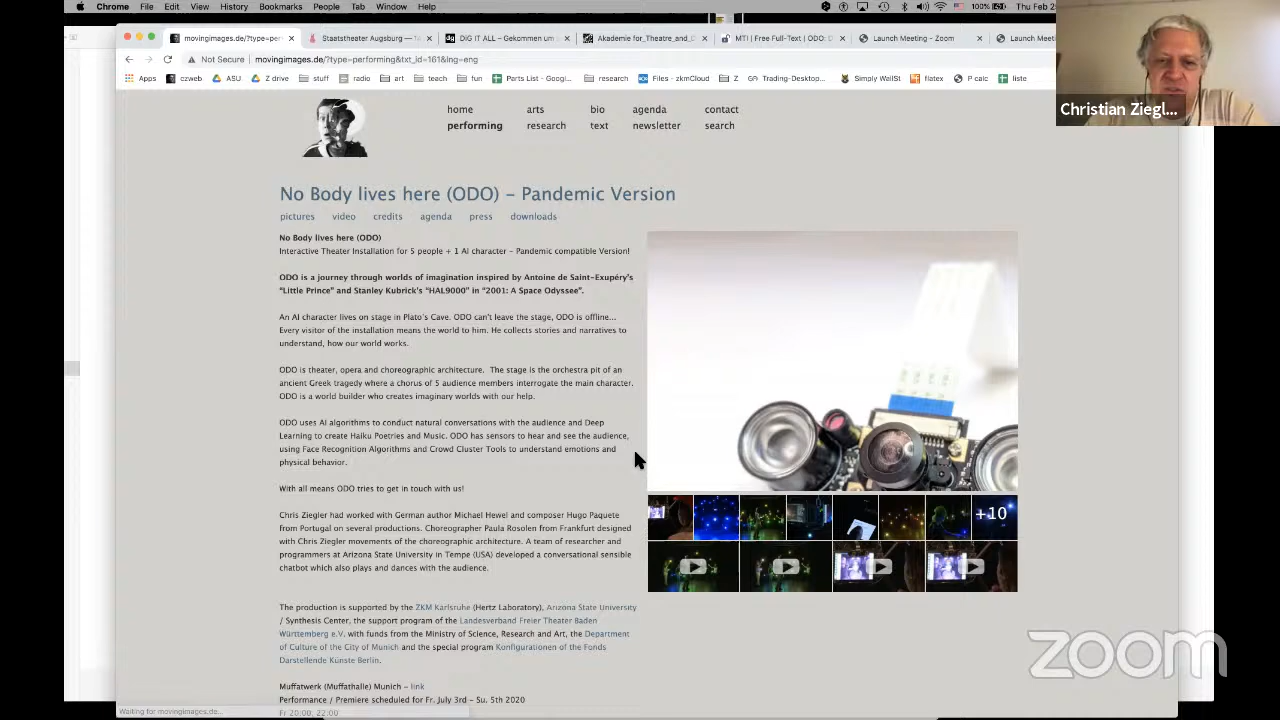 Chrome File Edit View History Bookmarks People Tab Window Help 100% Thu Feb 2
movingimages.de/?type=per Staatstheater Augsburg – DiG IT ALL – Gekommen um Akademie_for_Theatre_and_D MTI | Free Full-Text | ODO: D Launch Meeting – Zoom Launch Meeti
Not Secure movingimages.de/?type=performing&txt_id=161&lng=eng
Apps czweb ASU Z drive stuff radio art teach fun Parts List - Googl... research Files - zkmCloud Z Trading-Desktop... Simply WallSt flatex P calc liste
Christian Ziegl...
home arts bio agenda contact
performing research text newsletter search
No Body lives here (ODO) – Pandemic Version
pictures video credits agenda press downloads
No Body lives here (ODO)
Interactive Theater Installation for 5 people + 1 AI character – Pandemic compatible Version!
ODO is a journey through worlds of imagination inspired by Antoine de Saint-Exupéry's
"Little Prince" and Stanley Kubrick's "HAL9000" in "2001: A Space Odyssee".
An AI character lives on stage in Plato's Cave. ODO can't leave the stage, ODO is offline...
Every visitor of the installation means the world to him. He collects stories and narratives to
understand, how our world works.
ODO is theater, opera and choreographic architecture. The stage is the orchestra pit of an
ancient Greek tragedy where a chorus of 5 audience members interrogate the main character.
ODO is a world builder who creates imaginary worlds with our help.
ODO uses AI algorithms to conduct natural conversations with the audience and Deep
Learning to create Haiku Poetries and Music. ODO has sensors to hear and see the audience,
using Face Recognition Algorithms and Crowd Cluster Tools to understand emotions and
physical behavior.
With all means ODO tries to get in touch with us!
Chris Ziegler had worked with German author Michael Hewel and composer Hugo Paquete
from Portugal on several productions. Choreographer Paula Rosolen from Frankfurt designed
with Chris Ziegler movements of the choreographic architecture. A team of researcher and
programmers at Arizona State University in Tempe (USA) developed a conversational sensible
chatbot which also plays and dances with the audience.
+10
The production is supported by the ZKM Karlsruhe (Hertz Laboratory), Arizona State University
/ Synthesis Center, the support program of the Landesverband Freier Theater Baden
Württemberg e.V. with funds from the Ministry of Science, Research and Art, the Department
of Culture of the City of Munich and the special program Konfigurationen of the Fonds
Darstellende Künste Berlin.
Muffatwerk (Muffathalle) Munich – link
Performance / Premiere scheduled for Fr. July 3rd – Su. 5th 2020
Fr 20:00, 22:00
Waiting for movingimages.de...
zoom